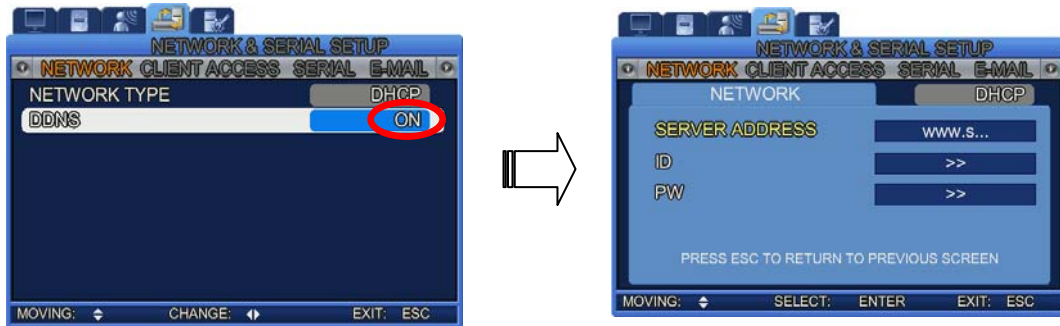 NETWORK & SERIAL SETUP
NETWORK CLIENT ACCESS SERIAL E-MAIL
NETWORK TYPE DHCP
DDNS ON
MOVING: CHANGE: EXIT: ESC
NETWORK & SERIAL SETUP
NETWORK CLIENT ACCESS SERIAL E-MAIL
NETWORK DHCP
SERVER ADDRESS www.s...
ID >>
PW >>
PRESS ESC TO RETURN TO PREVIOUS SCREEN
MOVING: SELECT: ENTER EXIT: ESC